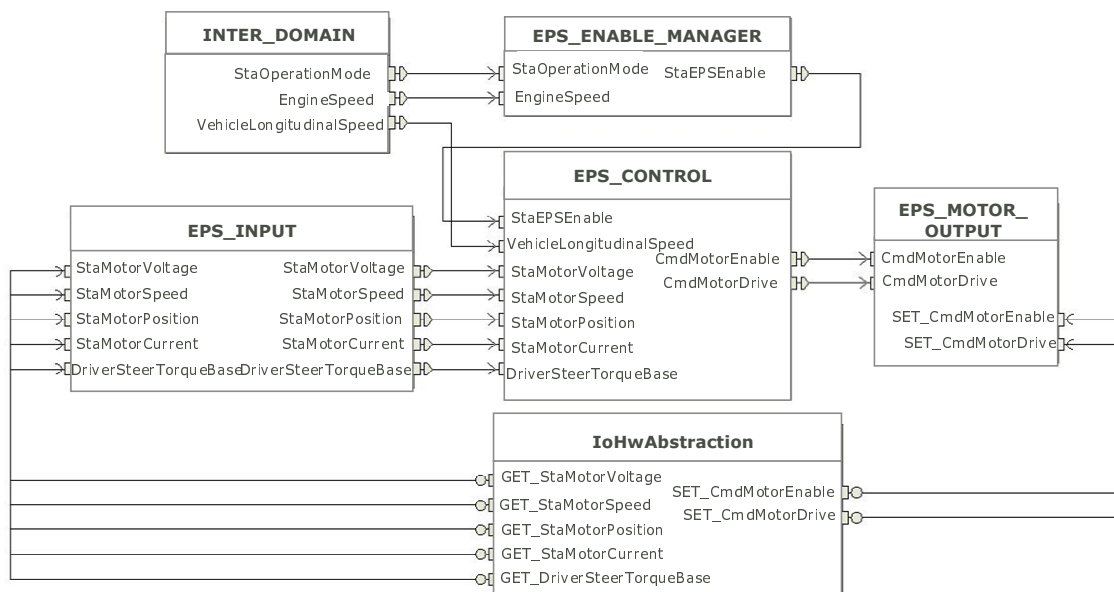 INTER_DOMAIN
StaOperationMode
EngineSpeed
VehicleLongitudinalSpeed
EPS_ENABLE_MANAGER
StaOperationMode
StaEPSEnable
EngineSpeed
EPS_INPUT
StaMotorVoltage
StaMotorVoltage
StaMotorSpeed
StaMotorSpeed
StaMotorPosition
StaMotorPosition
StaMotorCurrent
StaMotorCurrent
DriverSteerTorqueBase
DriverSteerTorqueBase
EPS_CONTROL
StaEPSEnable
VehicleLongitudinalSpeed
CmdMotorEnable
StaMotorVoltage
CmdMotorDrive
StaMotorSpeed
StaMotorPosition
StaMotorCurrent
DriverSteerTorqueBase
EPS_MOTOR_
OUTPUT
CmdMotorEnable
CmdMotorDrive
SET_CmdMotorEnable
SET_CmdMotorDrive
IoHwAbstraction
GET_StaMotorVoltage
SET_CmdMotorEnable
GET_StaMotorSpeed
SET_CmdMotorDrive
GET_StaMotorPosition
GET_StaMotorCurrent
GET_DriverSteerTorqueBase